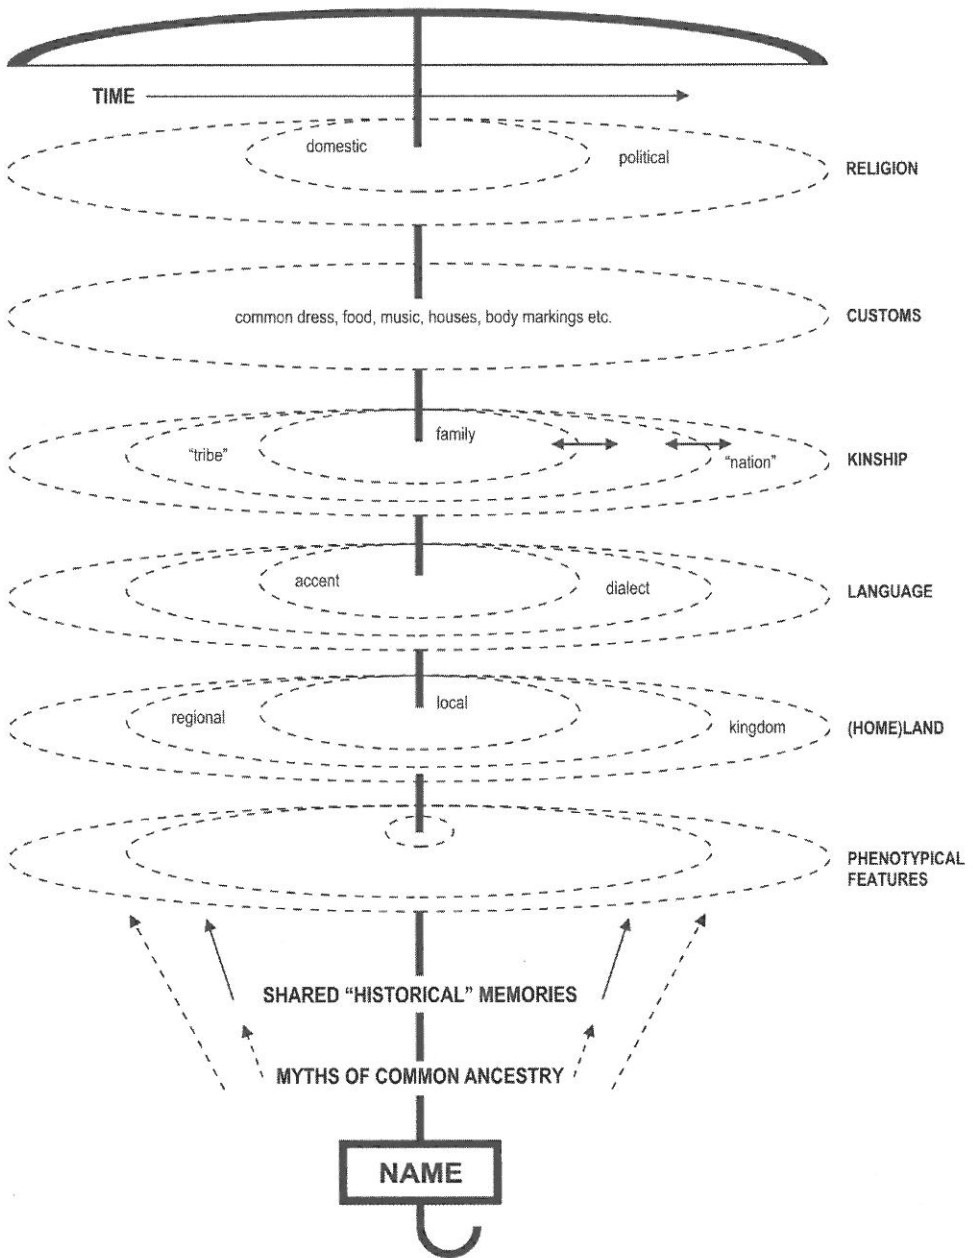 TIME
domestic
political
RELIGION
common dress, food, music, houses, body markings etc.
CUSTOMS
family
"tribe"
"nation"
KINSHIP
accent
dialect
LANGUAGE
local
regional
kingdom
(HOME)LAND
PHENOTYPICAL
FEATURES
SHARED "HISTORICAL" MEMORIES
MYTHS OF COMMON ANCESTRY
NAME